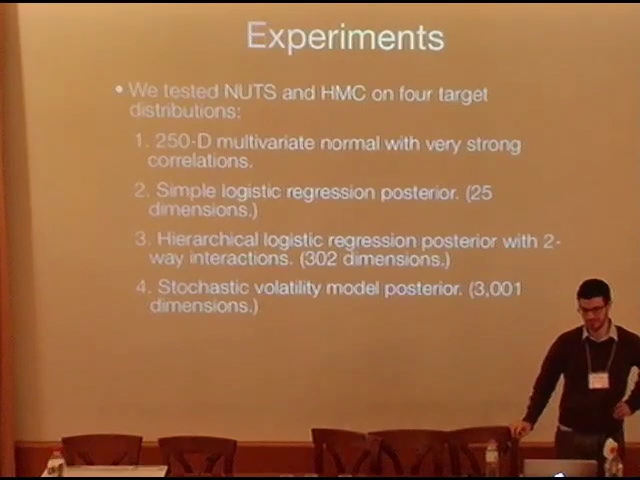 Experiments
• We tested NUTS and HMC on four target
distributions:
1. 250-D multivariate normal with very strong
correlations.
2. Simple logistic regression posterior. (25
dimensions.)
3. Hierarchical logistic regression posterior with 2-
way interactions. (302 dimensions.)
4. Stochastic volatility model posterior. (3,001
dimensions.)